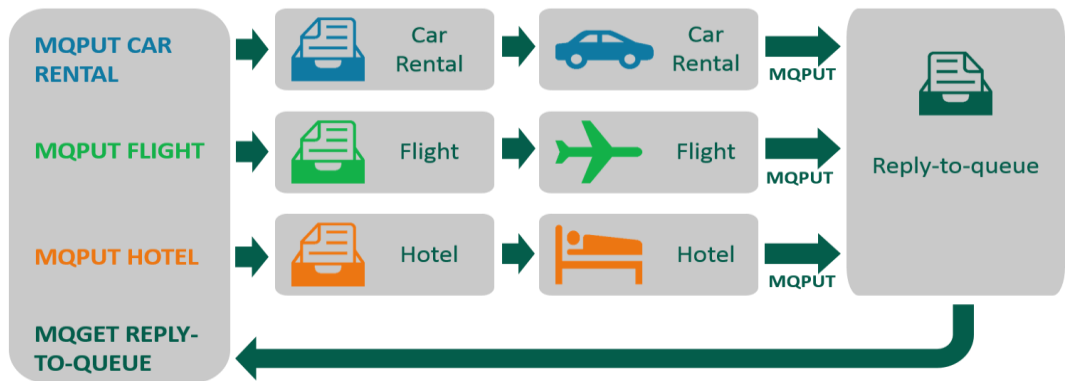 MQPUT CAR
RENTAL
Car
Rental
Car
Rental
MQPUT
MQPUT FLIGHT
Flight
Flight
MQPUT
Reply-to-queue
MQPUT HOTEL
Hotel
Hotel
MQPUT
MQGET REPLY-
TO-QUEUE